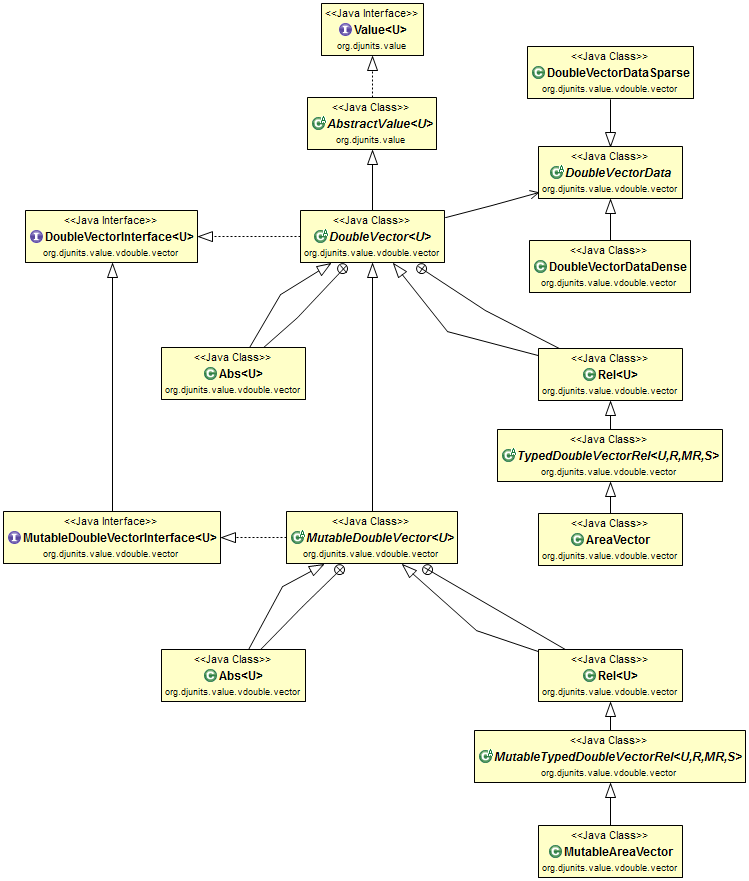 <<Java Interface>>
I Value<U>
org.djunits.value
<<Java Class>>
C DoubleVectorDataSparse
org.djunits.value.vdouble.vector
<<Java Class>>
CA AbstractValue<U>
org.djunits.value
<<Java Class>>
CA DoubleVectorData
org.djunits.value.vdouble.vector
<<Java Interface>>
I DoubleVectorInterface<U>
org.djunits.value.vdouble.vector
<<Java Class>>
CA DoubleVector<U>
org.djunits.value.vdouble.vector
<<Java Class>>
C DoubleVectorDataDense
org.djunits.value.vdouble.vector
<<Java Class>>
C Abs<U>
org.djunits.value.vdouble.vector
<<Java Class>>
C Rel<U>
org.djunits.value.vdouble.vector
<<Java Class>>
CA TypedDoubleVectorRel<U,R,MR,S>
org.djunits.value.vdouble.vector
<<Java Interface>>
I MutableDoubleVectorInterface<U>
org.djunits.value.vdouble.vector
<<Java Class>>
CA MutableDoubleVector<U>
org.djunits.value.vdouble.vector
<<Java Class>>
C AreaVector
org.djunits.value.vdouble.vector
<<Java Class>>
C Abs<U>
org.djunits.value.vdouble.vector
<<Java Class>>
C Rel<U>
org.djunits.value.vdouble.vector
<<Java Class>>
CA MutableTypedDoubleVectorRel<U,R,MR,S>
org.djunits.value.vdouble.vector
<<Java Class>>
C MutableAreaVector
org.djunits.value.vdouble.vector